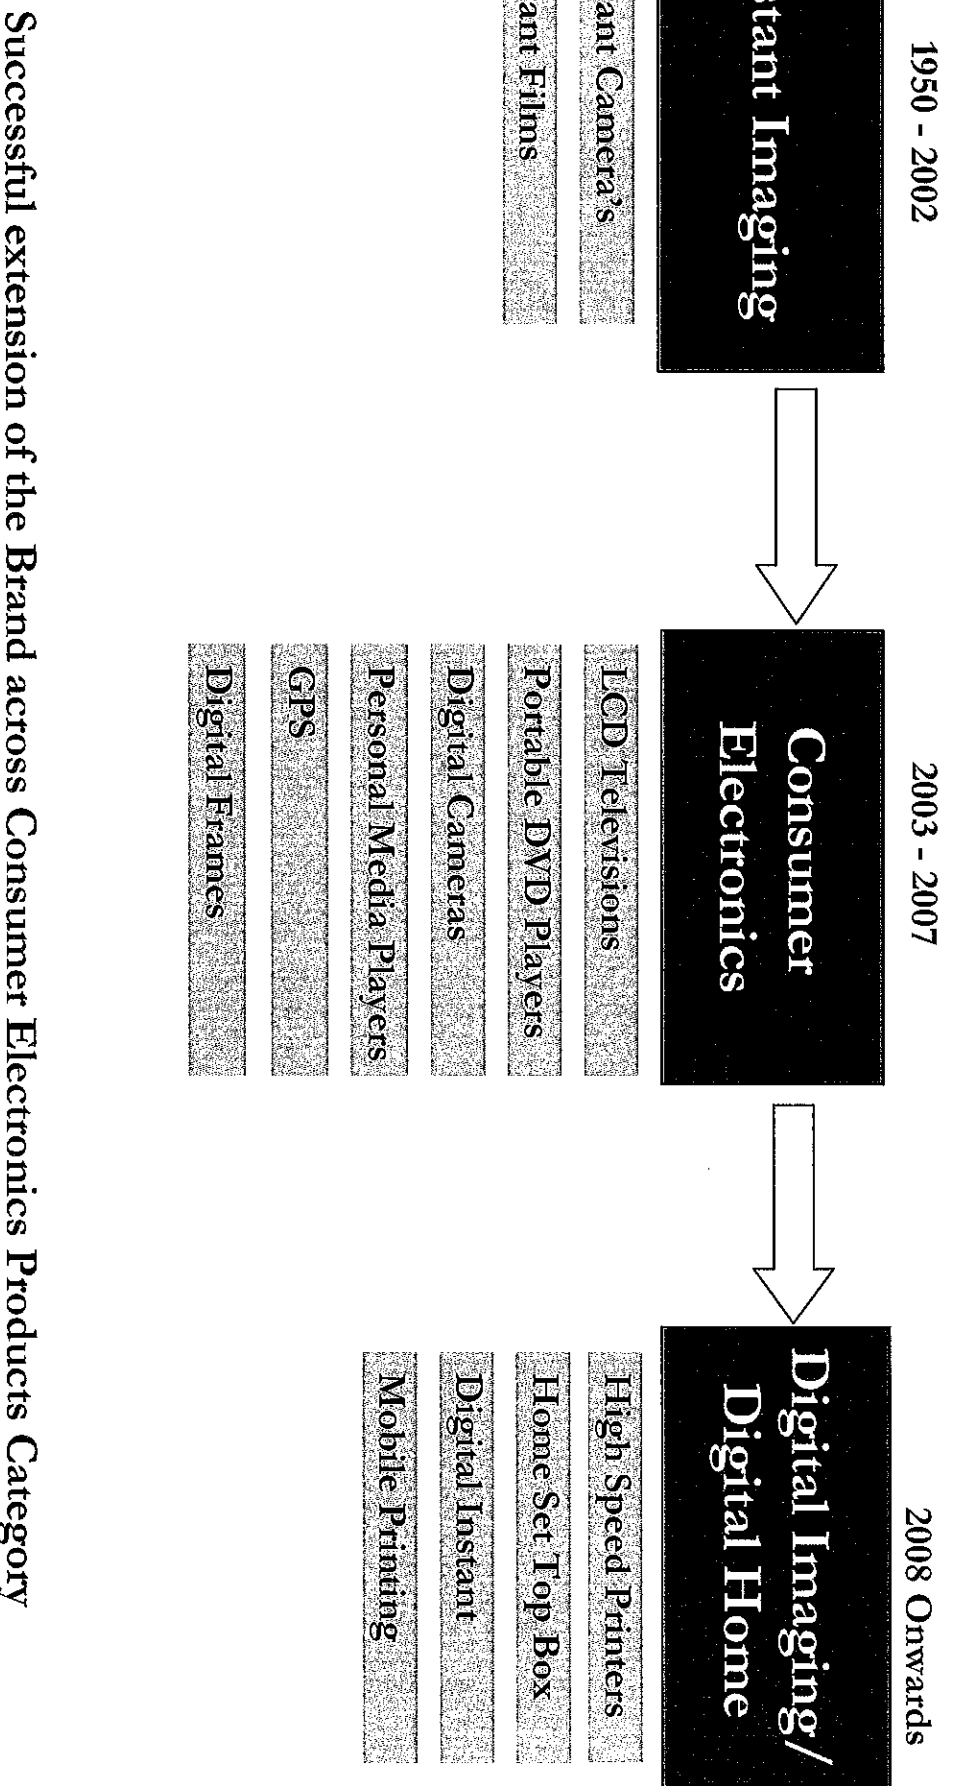 1950 - 2002
stant Imaging
ant Camera's
ant Films
2003 - 2007
Consumer
Electronics
LCD Televisions
Portable DVD Players
Digital Cameras
Personal Media Players
GPS
Digital Frames
2008 Onwards
Digital Imaging/
Digital Home
High Speed Printers
Home Set Top Box
Digital Instant
Mobile Printing
Successful extension of the Brand across Consumer Electronics Products Category